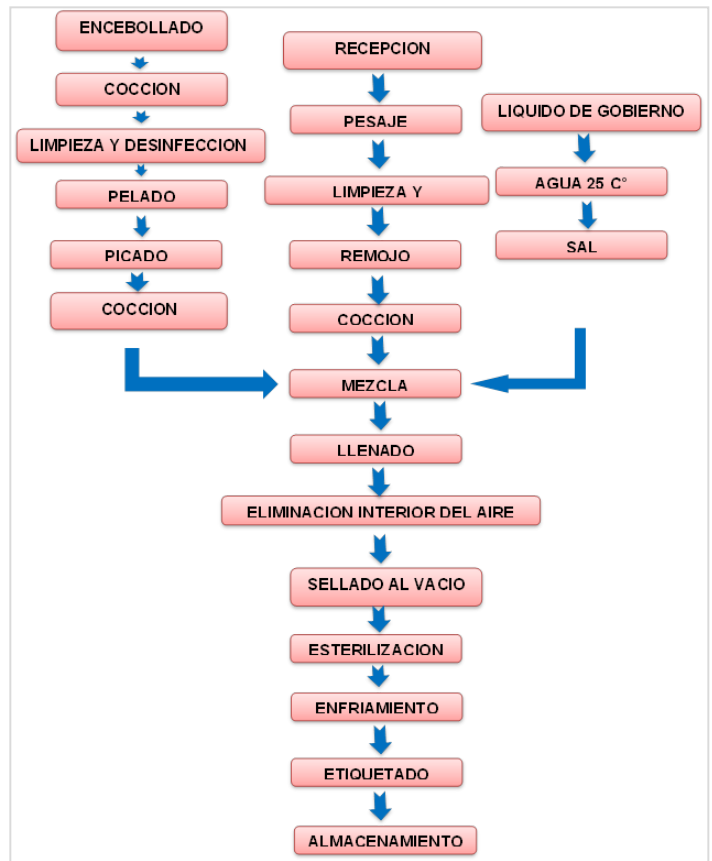 ENCEBOLLADO
COCCION
LIMPIEZA Y DESINFECCION
PELADO
PICADO
COCCION
RECEPCION
PESAJE
LIMPIEZA Y
REMOJO
COCCION
LIQUIDO DE GOBIERNO
AGUA 25 C°
SAL
MEZCLA
LLENADO
ELIMINACION INTERIOR DEL AIRE
SELLADO AL VACIO
ESTERILIZACION
ENFRIAMIENTO
ETIQUETADO
ALMACENAMIENTO